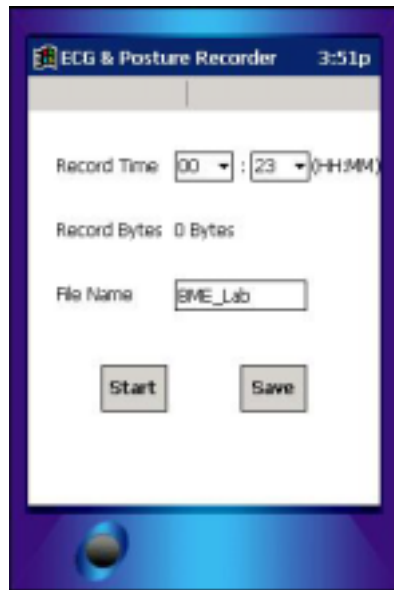 ECG & Posture Recorder 3:51p
Record Time 00 : 23 (HH:MM)
Record Bytes 0 Bytes
File Name BME_Lab
Start Save